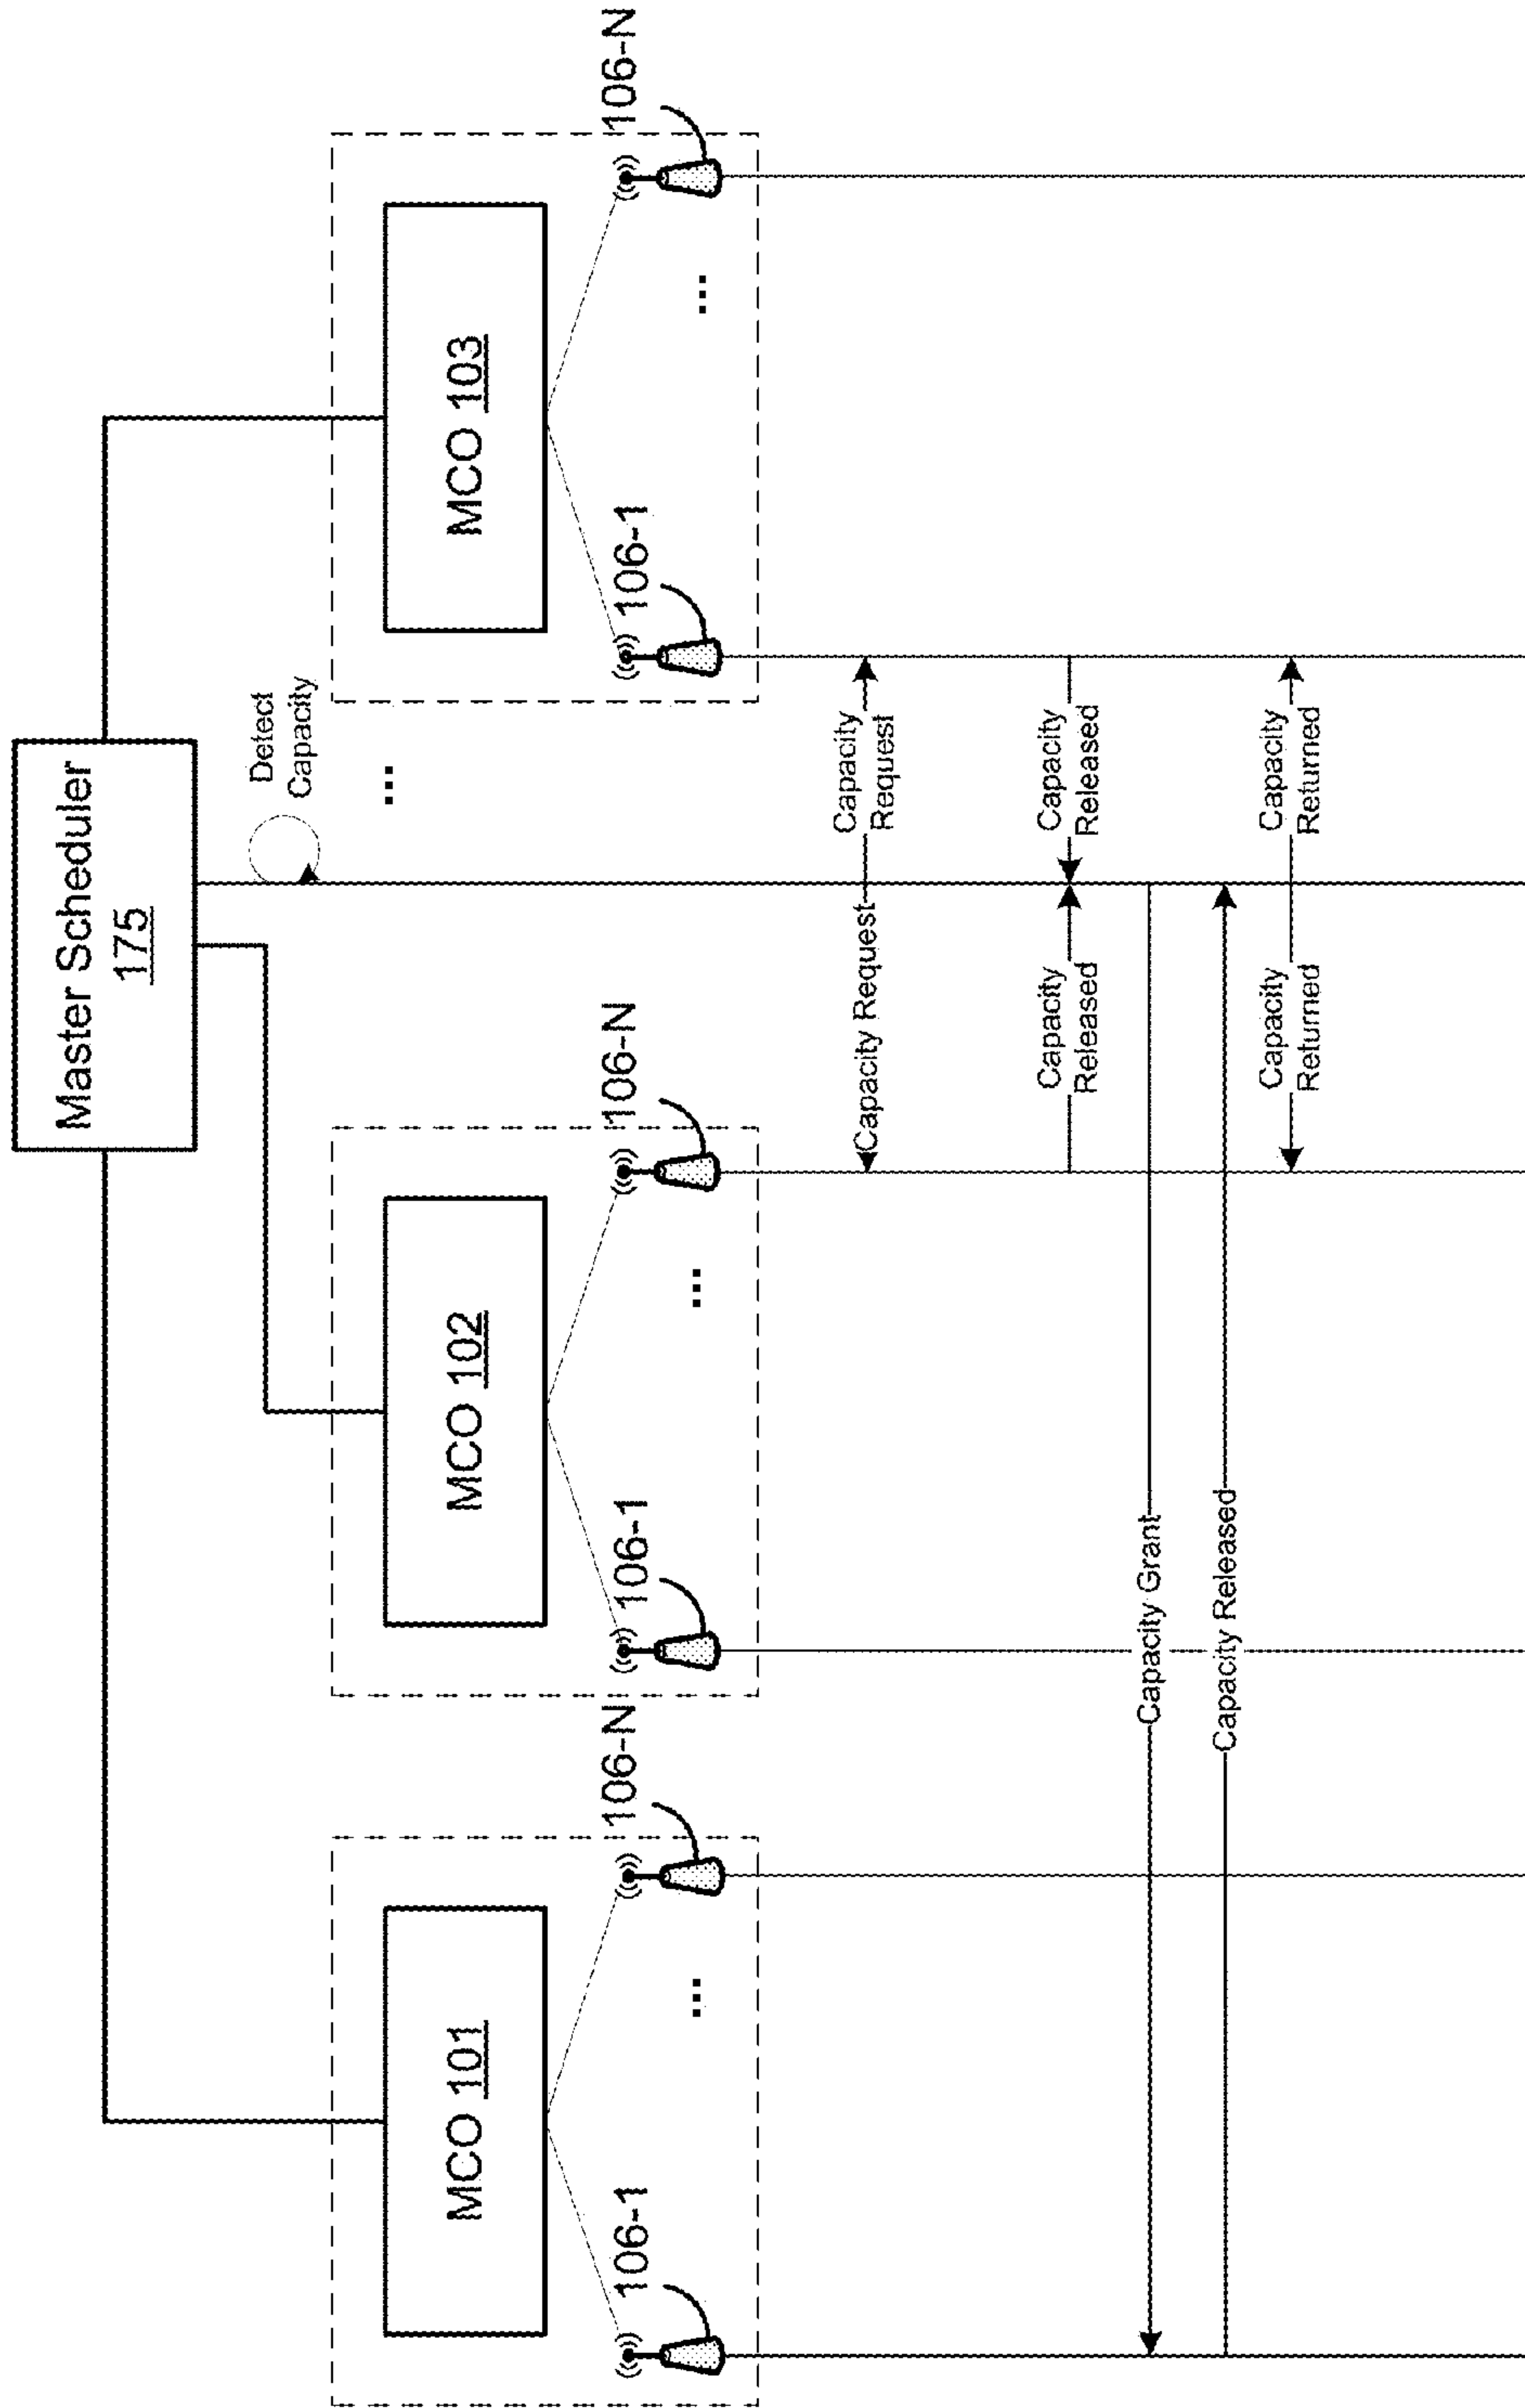 Master Scheduler
175
Detect
Capacity
...
MCO 101
MCO 102
MCO 103
106-1
...
106-N
106-1
...
106-N
106-1
...
106-N
Capacity Request
Capacity
Request
Capacity
Released
Capacity
Released
Capacity Grant
Capacity Released
Capacity
Returned
Capacity
Returned